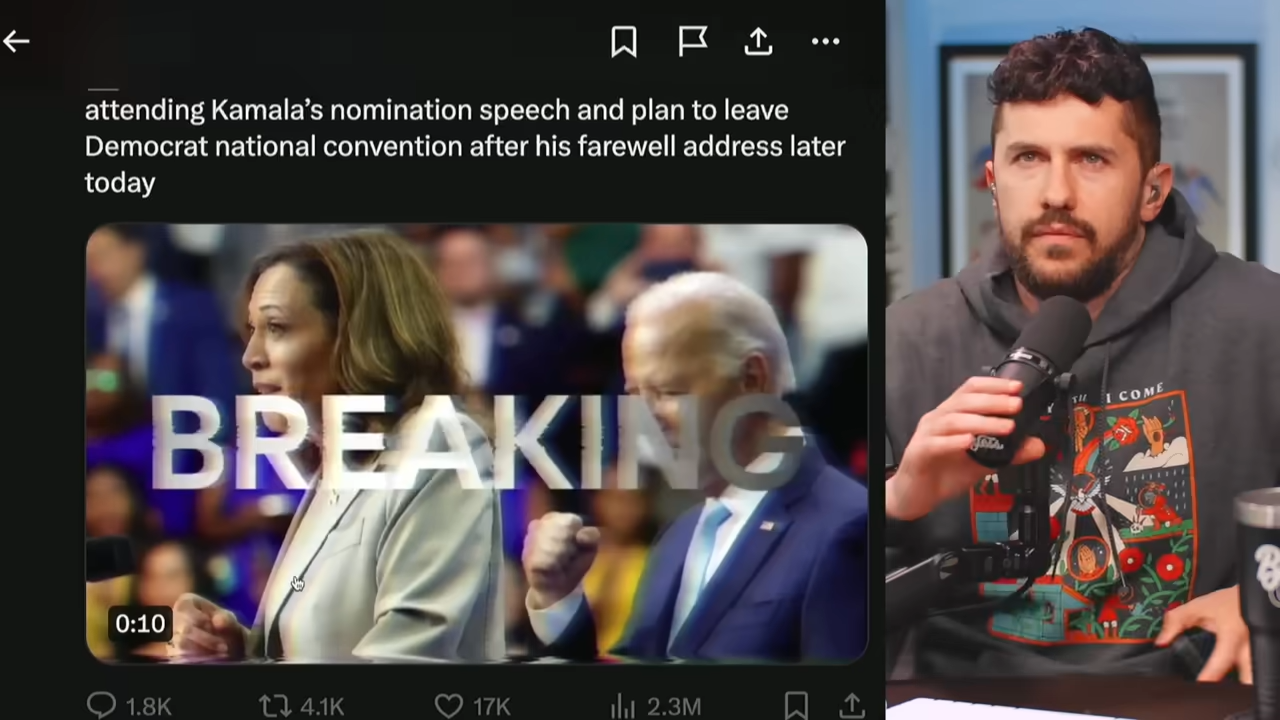 attending Kamala’s nomination speech and plan to leave
Democrat national convention after his farewell address later
today
BREAKING
0:10
1.8K
4.1K
17K
2.3M
I COME